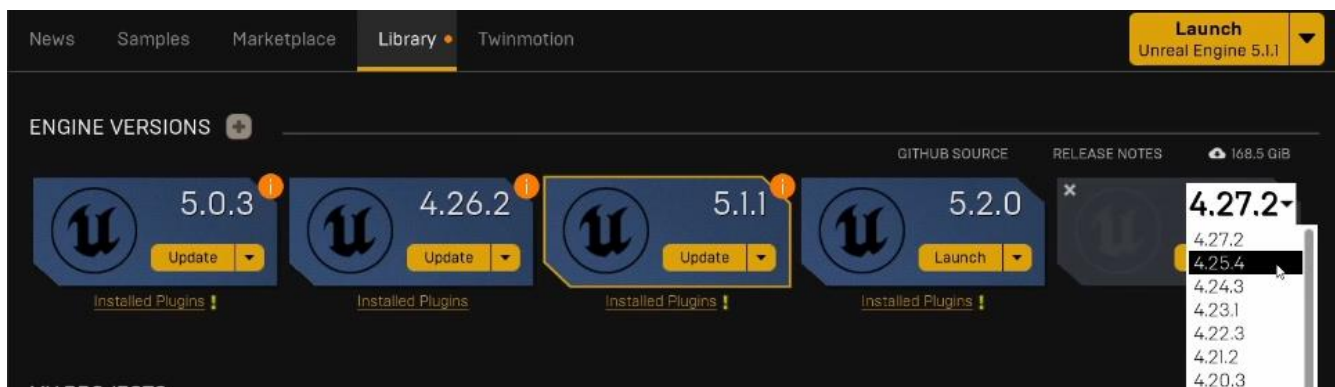 News Samples Marketplace Library Twinmotion
Launch
Unreal Engine 5.1.1
ENGINE VERSIONS
GITHUB SOURCE RELEASE NOTES 168.5 GiB
5.0.3 4.26.2 5.1.1 5.2.0 4.27.2
Update Update Update Launch
Installed Plugins ! Installed Plugins Installed Plugins ! Installed Plugins !
4.27.2
4.25.4
4.24.3
4.23.1
4.22.3
4.21.2
4.20.3